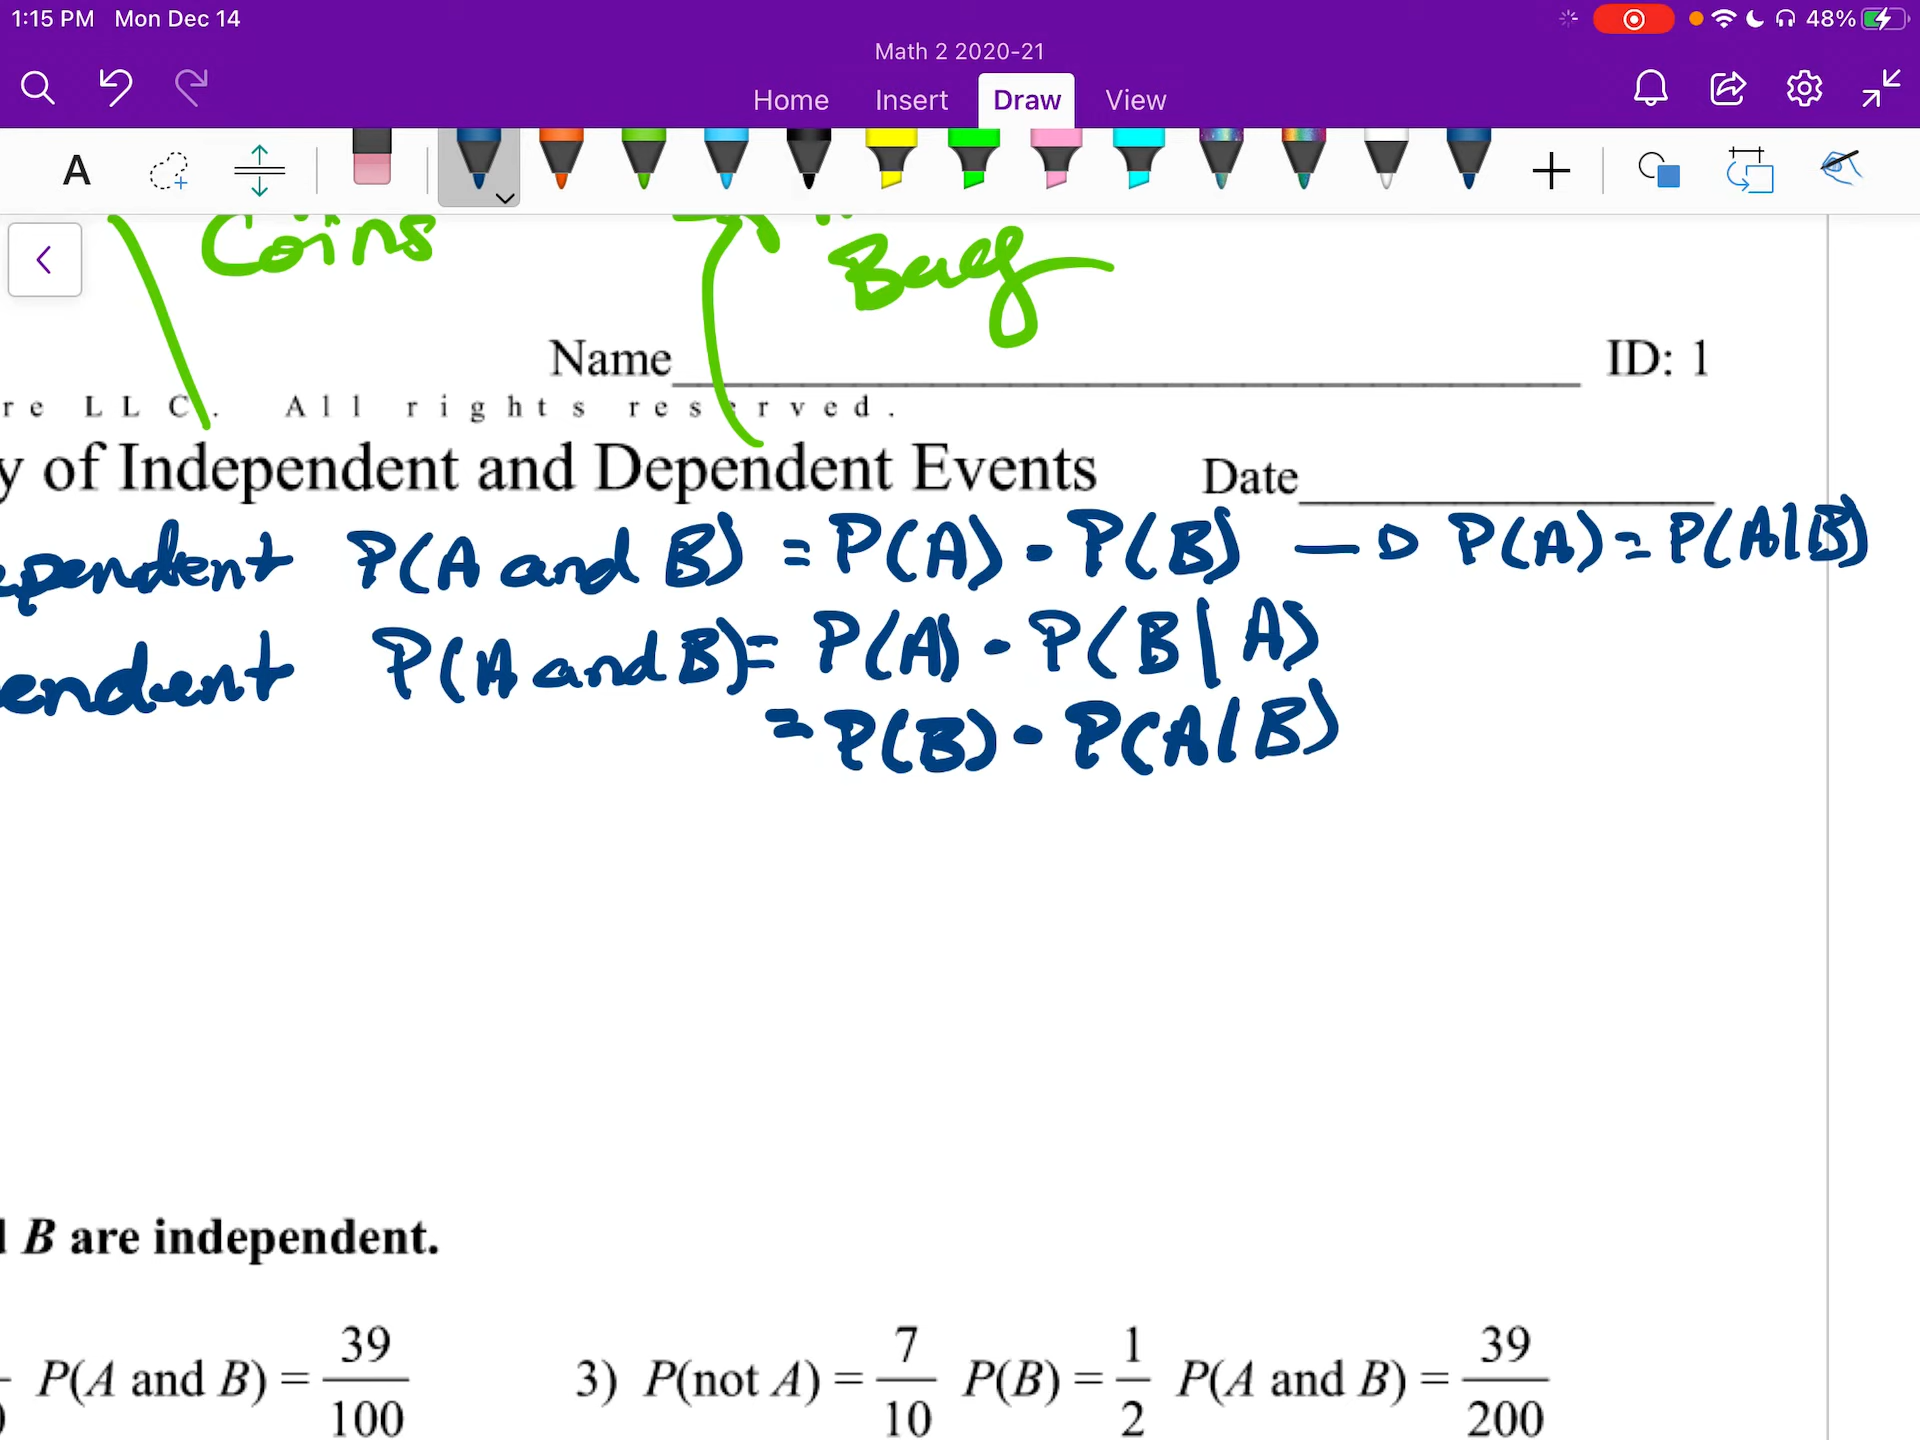 1:15 PM Mon Dec 14
48%
Math 2 2020-21
Home Insert Draw View
A
Coins
Bag
Name ID: 1
re LLC. All rights reserved.
y of Independent and Dependent Events Date
ependent P(A and B) = P(A) • P(B) → P(A) = P(A|B)
endent P(A and B) = P(A) • P(B|A)
= P(B) • P(A|B)
B are independent.
P(A and B) = 39/100 3) P(not A) = 7/10 P(B) = 1/2 P(A and B) = 39/200